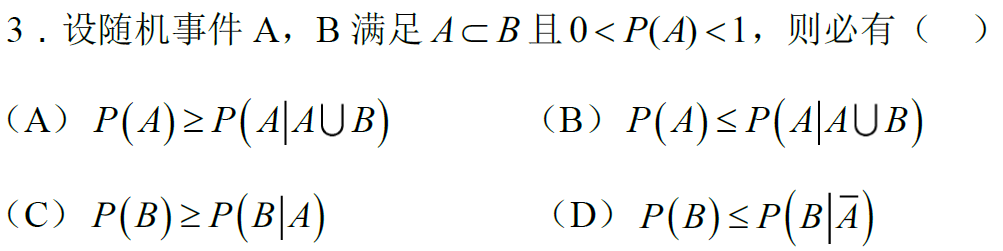 3．设随机事件 A，B 满足 A⊂B 且 0<P(A)<1，则必有（　）
（A）P(A)≥P(A|A∪B)　　（B）P(A)≤P(A|A∪B)
（C）P(B)≥P(B|A)　　（D）P(B)≤P(B|A̅)